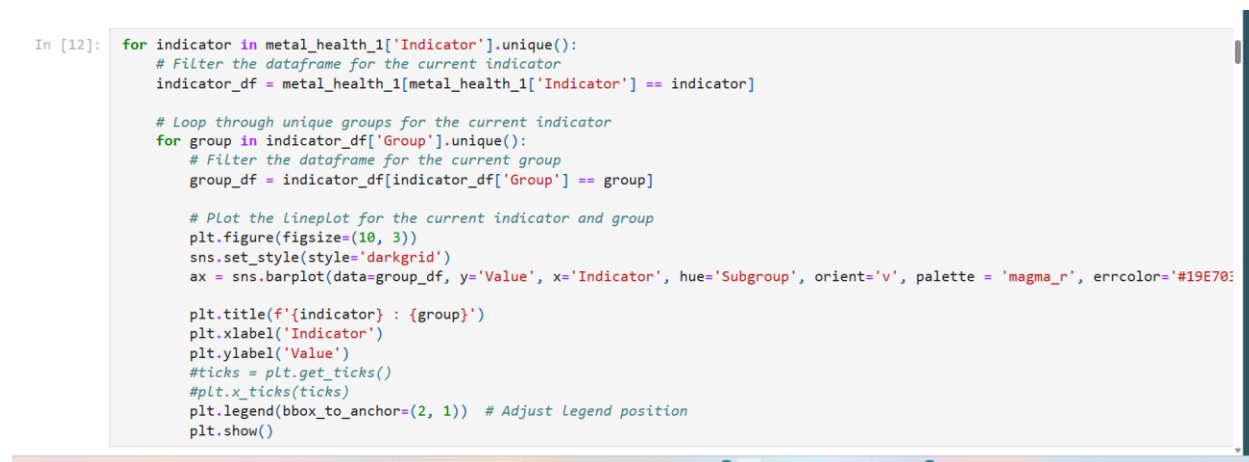 In [12]: for indicator in metal_health_1['Indicator'].unique():
# Filter the dataframe for the current indicator
indicator_df = metal_health_1[metal_health_1['Indicator'] == indicator]
# Loop through unique groups for the current indicator
for group in indicator_df['Group'].unique():
# Filter the dataframe for the current group
group_df = indicator_df[indicator_df['Group'] == group]
# Plot the lineplot for the current indicator and group
plt.figure(figsize=(10, 3))
sns.set_style(style='darkgrid')
ax = sns.barplot(data=group_df, y='Value', x='Indicator', hue='Subgroup', orient='v', palette = 'magma_r', errcolor='#19E703
plt.title(f'{indicator} : {group}')
plt.xlabel('Indicator')
plt.ylabel('Value')
#ticks = plt.get_ticks()
#plt.x_ticks(ticks)
plt.legend(bbox_to_anchor=(2, 1)) # Adjust legend position
plt.show()